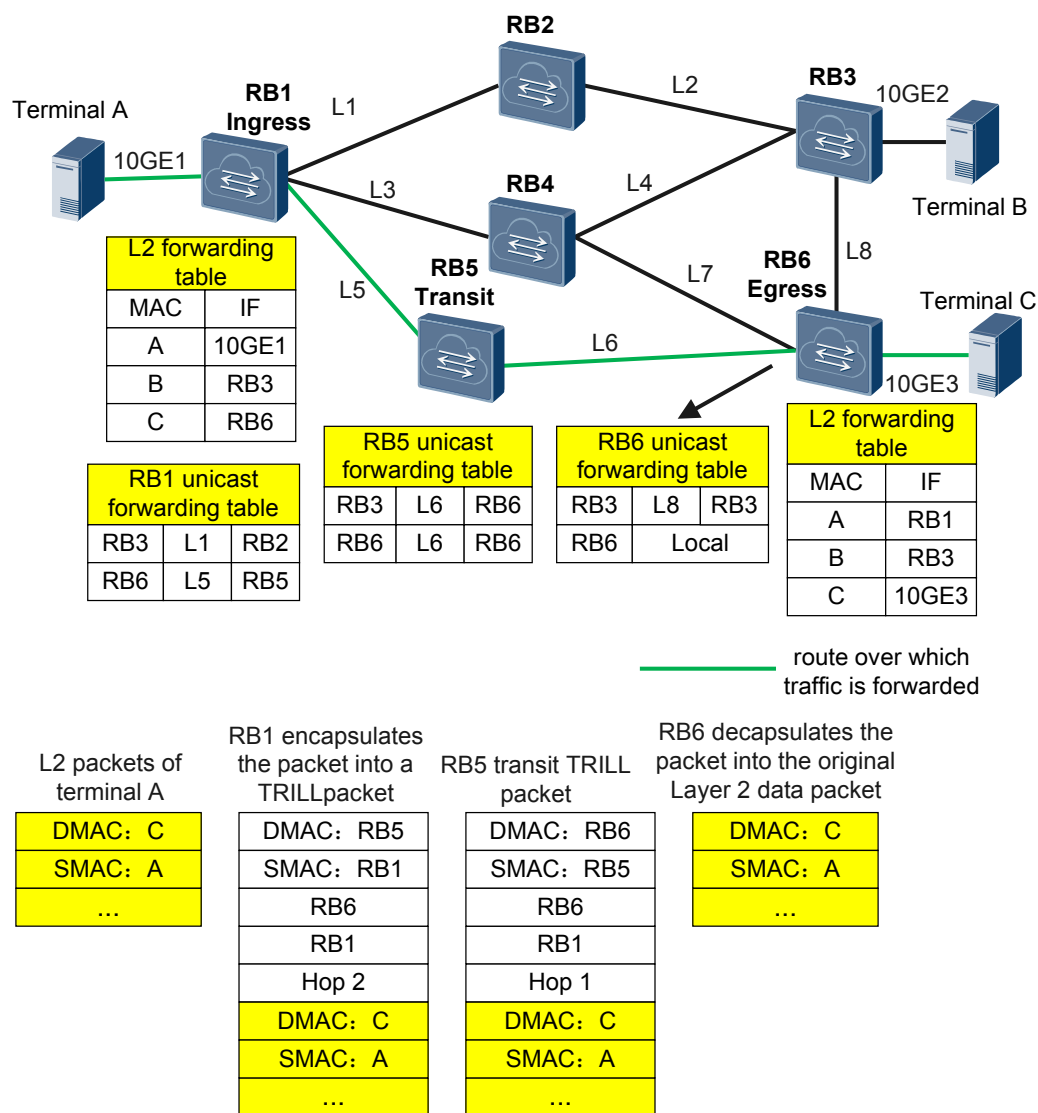 RB2
RB3
RB1
Ingress
Terminal A
10GE1
L1
L2
10GE2
Terminal B
L3
RB4
L4
L5
RB5
Transit
L7
RB6
Egress
L8
Terminal C
L6
10GE3
L2 forwarding
table
MAC IF
A 10GE1
B RB3
C RB6
RB1 unicast
forwarding table
RB3 L1 RB2
RB6 L5 RB5
RB5 unicast
forwarding table
RB3 L6 RB6
RB6 L6 RB6
RB6 unicast
forwarding table
RB3 L8 RB3
RB6 Local
L2 forwarding
table
MAC IF
A RB1
B RB3
C 10GE3
route over which
traffic is forwarded
L2 packets of
terminal A
DMAC：C
SMAC：A
…
RB1 encapsulates
the packet into a
TRILLpacket
DMAC：RB5
SMAC：RB1
RB6
RB1
Hop 2
DMAC：C
SMAC：A
…
RB5 transit TRILL
packet
DMAC：RB6
SMAC：RB5
RB6
RB1
Hop 1
DMAC：C
SMAC：A
…
RB6 decapsulates the
packet into the original
Layer 2 data packet
DMAC：C
SMAC：A
…